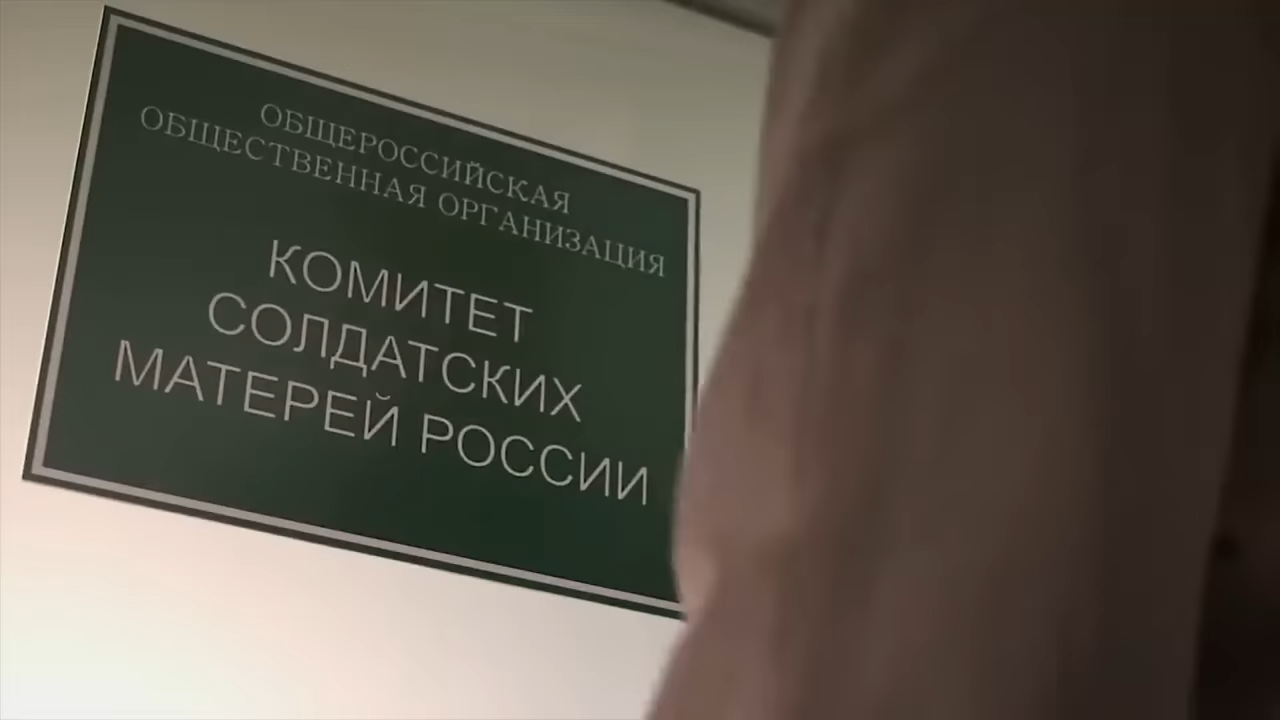 ОБЩЕРОССИЙСКАЯ
ОБЩЕСТВЕННАЯ ОРГАНИЗАЦИЯ
КОМИТЕТ
СОЛДАТСКИХ
МАТЕРЕЙ РОССИИ